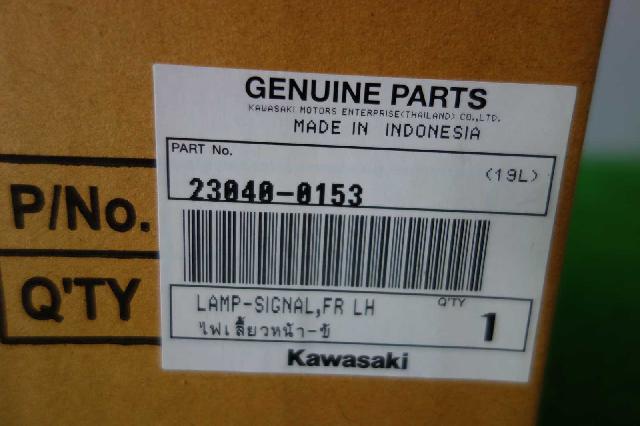 GENUINE PARTS
KAWASAKI MOTORS ENTERPRISE(THAILAND) CO.,LTD.
MADE IN INDONESIA
PART No.
(19L)
23040-0153
P/No.
LAMP-SIGNAL,FR LH
Q'TY
1
ไฟเลี้ยวหน้า-ซ้
Q'TY
Kawasaki